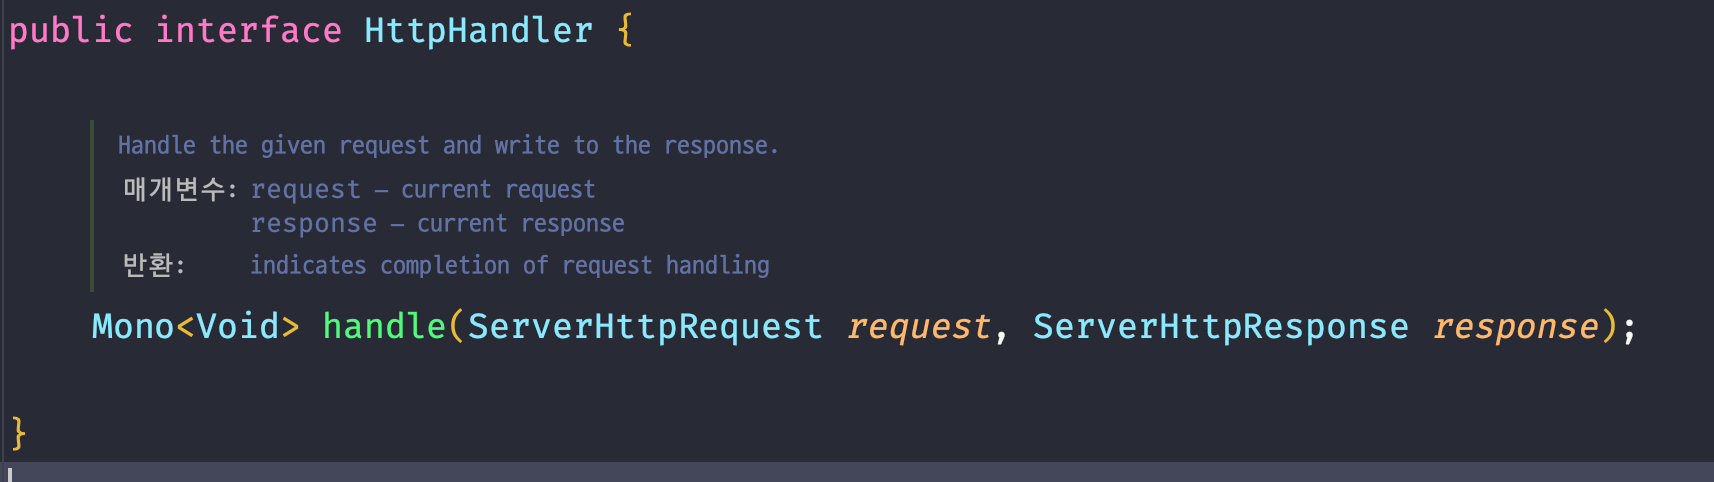 public interface HttpHandler {
Handle the given request and write to the response.
매개변수: request – current request
response – current response
반환: indicates completion of request handling
Mono<Void> handle(ServerHttpRequest request, ServerHttpResponse response);
}